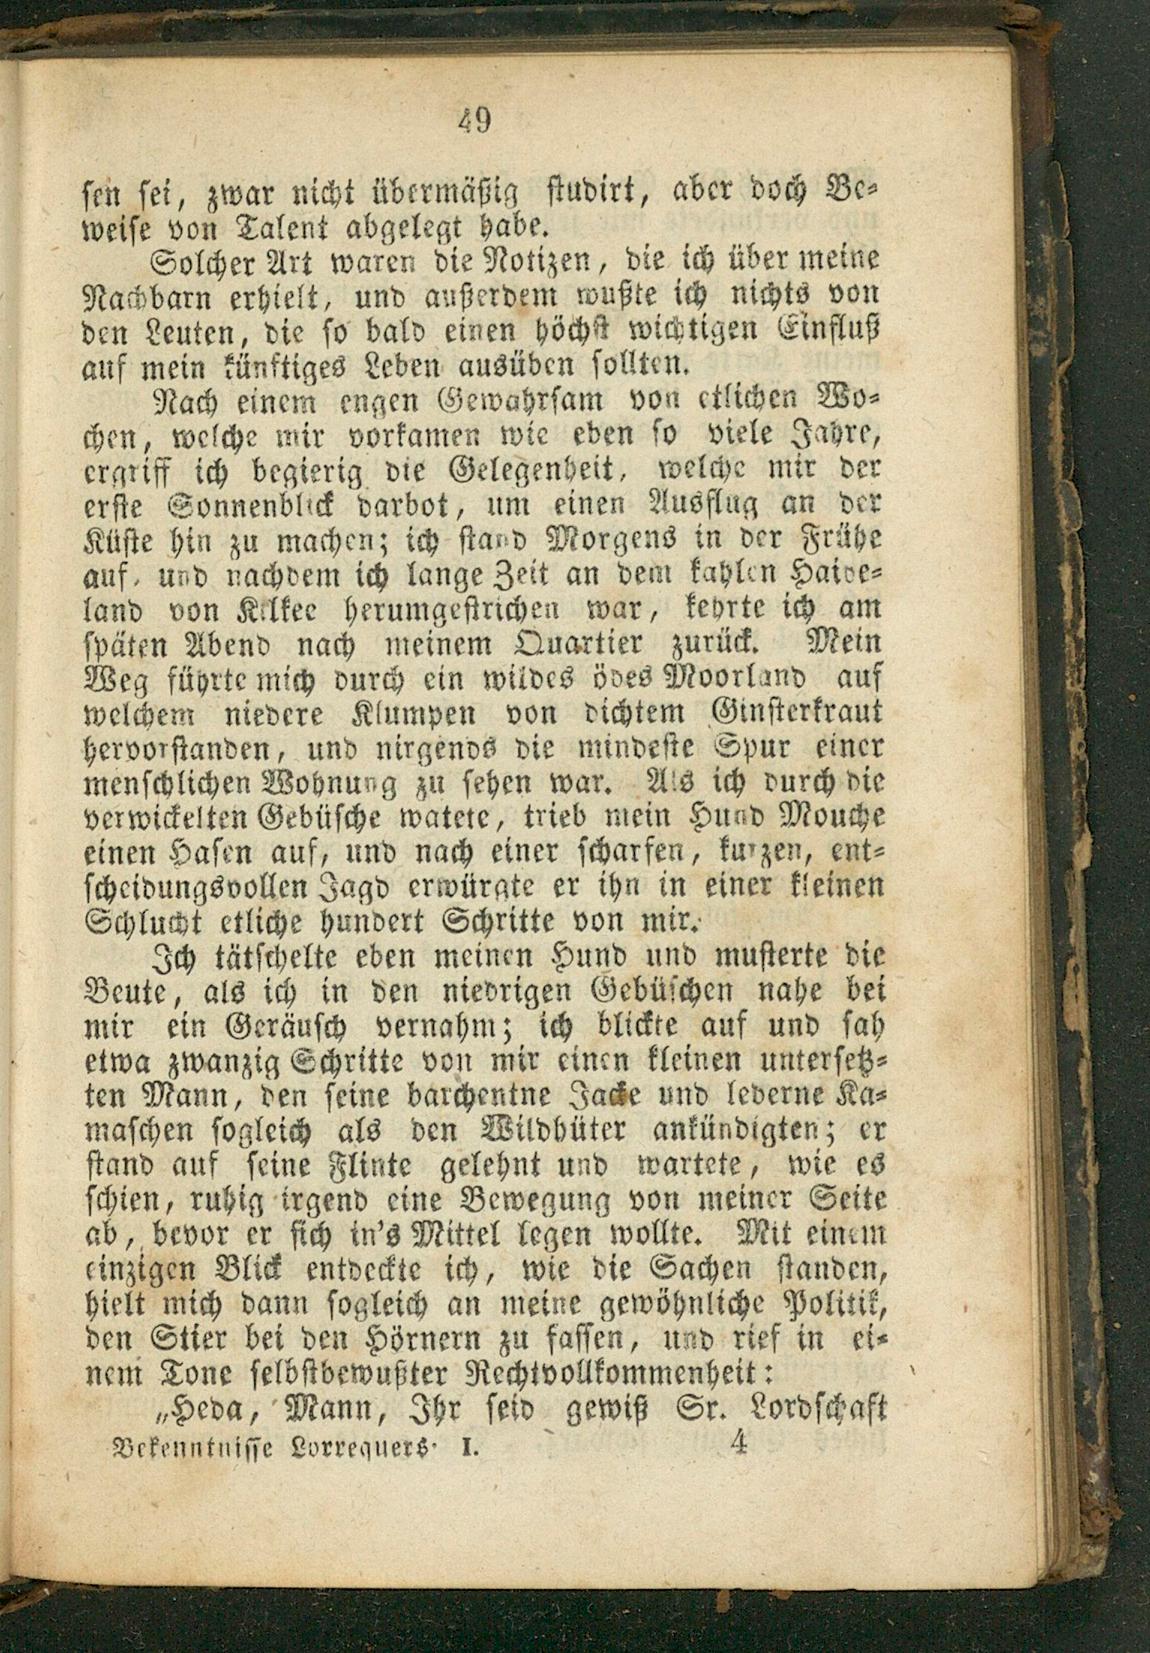 49
sen sei, zwar nicht übermäßig studirt, aber doch Be-
weise von Talent abgelegt habe.
Solcher Art waren die Notizen, die ich über meine
Nachbarn erhielt, und außerdem wußte ich nichts von
den Leuten, die so bald einen höchst wichtigen Einfluß
auf mein künftiges Leben ausüben sollten.
Nach einem engen Gewahrsam von etlichen Wo-
chen, welche mir vorkamen wie eben so viele Jahre,
ergriff ich begierig die Gelegenheit, welche mir der
erste Sonnenblick darbot, um einen Ausflug an der
Küste hin zu machen; ich stand Morgens in der Frühe
auf, und nachdem ich lange Zeit an dem kahlen Haide-
land von Kilkee herumgestrichen war, kehrte ich am
späten Abend nach meinem Quartier zurück. Mein
Weg führte mich durch ein wildes ödes Moorland auf
welchem niedere Klumpen von dichtem Ginsterkraut
hervorstanden, und nirgends die mindeste Spur einer
menschlichen Wohnung zu sehen war. Als ich durch die
verwickelten Gebüsche watete, trieb mein Hund Mouche
einen Hasen auf, und nach einer scharfen, kurzen, ent-
scheidungsvollen Jagd erwürgte er ihn in einer kleinen
Schlucht etliche hundert Schritte von mir.
Ich tätschelte eben meinen Hund und musterte die
Beute, als ich in den niedrigen Gebüschen nahe bei
mir ein Geräusch vernahm; ich blickte auf und sah
etwa zwanzig Schritte von mir einen kleinen untersetz-
ten Mann, den seine barchentne Jacke und lederne Ka-
maschen sogleich als den Wildhüter ankündigten; er
stand auf seine Flinte gelehnt und wartete, wie es
schien, ruhig irgend eine Bewegung von meiner Seite
ab, bevor er sich in's Mittel legen wollte. Mit einem
einzigen Blick entdeckte ich, wie die Sachen standen,
hielt mich dann sogleich an meine gewöhnliche Politik,
den Stier bei den Hörnern zu fassen, und rief in ei-
nem Tone selbstbewußter Rechtvollkommenheit:
„Heda, Mann, Ihr seid gewiß Sr. Lordschaft
Bekenntnisse Lorrequers. I. 4